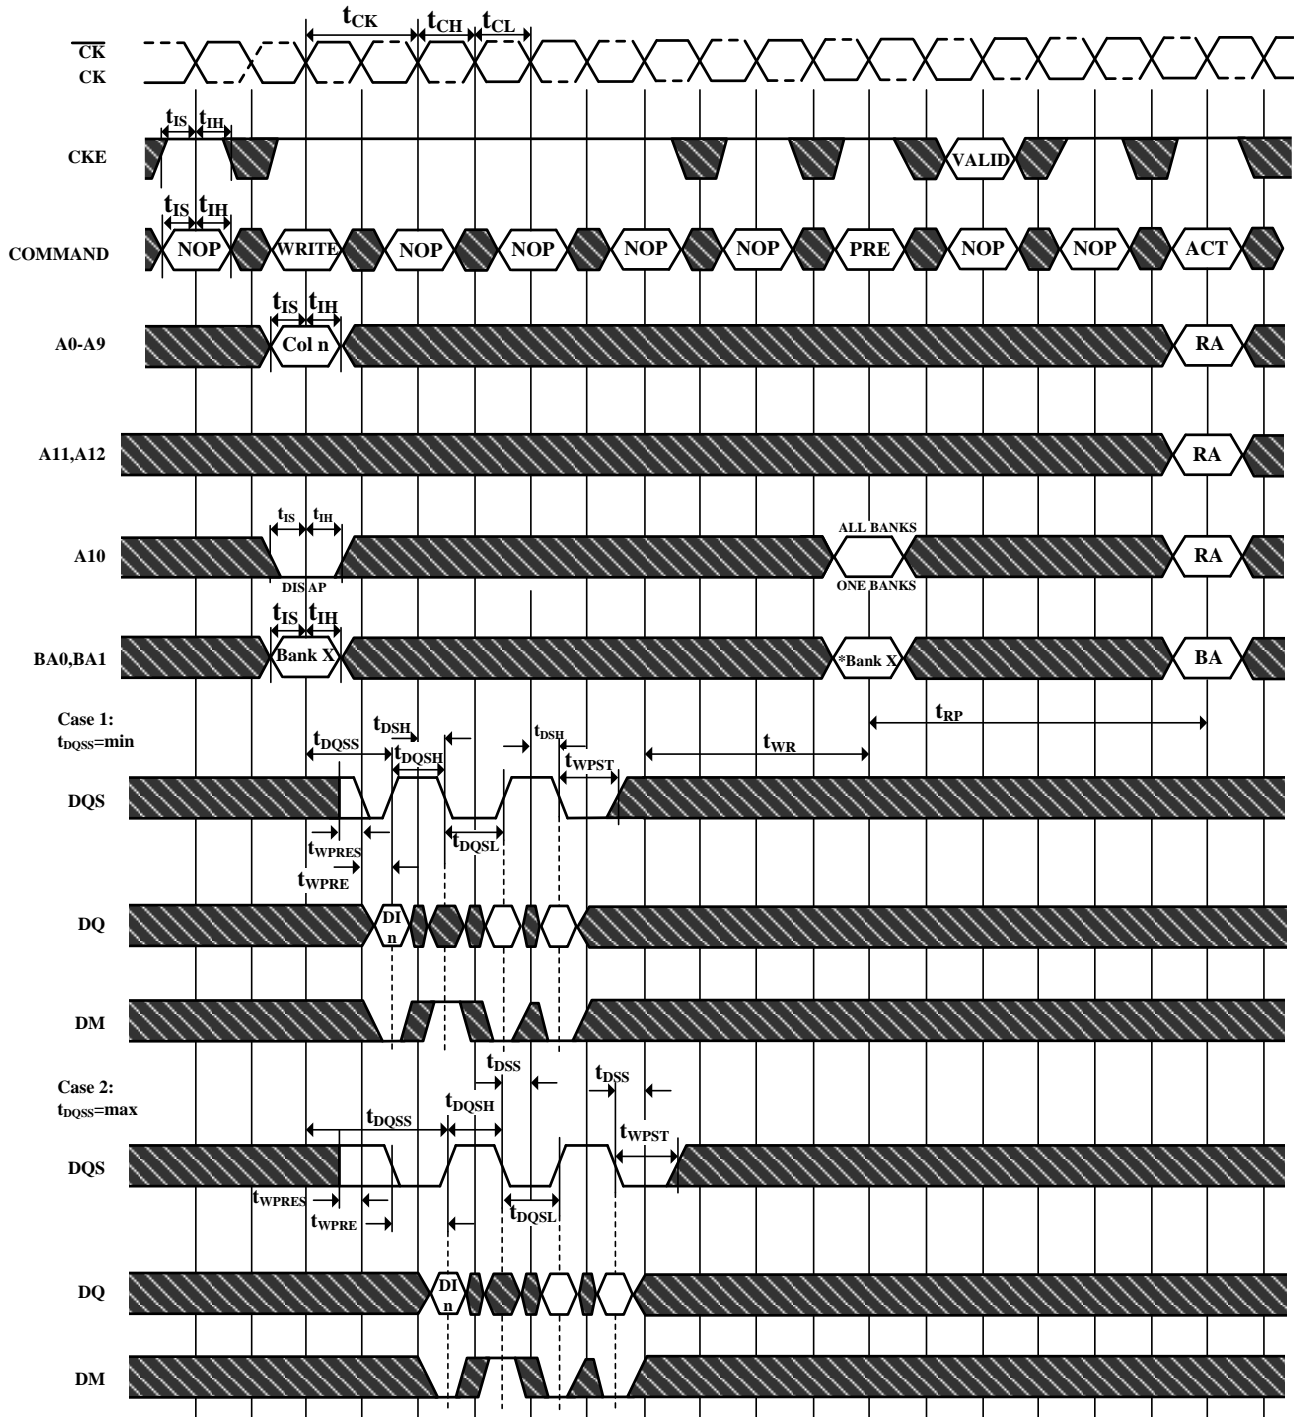 tCK tCH tCL
CK
CK
tIS tIH
CKE VALID
tIS tIH
COMMAND NOP WRITE NOP NOP NOP NOP PRE NOP NOP ACT
tIS tIH
A0-A9 Col n RA
A11,A12 RA
tIS tIH ALL BANKS
A10 RA
DIS AP ONE BANKS
tIS tIH
BA0,BA1 Bank X *Bank X BA
Case 1:
tDQSS=min
tDSH tDSH tRP
tDQSS tDQSH tWPST tWR
DQS
tWPRES tDQSL
tWPRE
DQ DI
n
DM
tDSS tDSS
Case 2:
tDQSS=max
tDQSS tDQSH tWPST
DQS
tWPRES tDQSL
tWPRE
DQ DI
n
DM